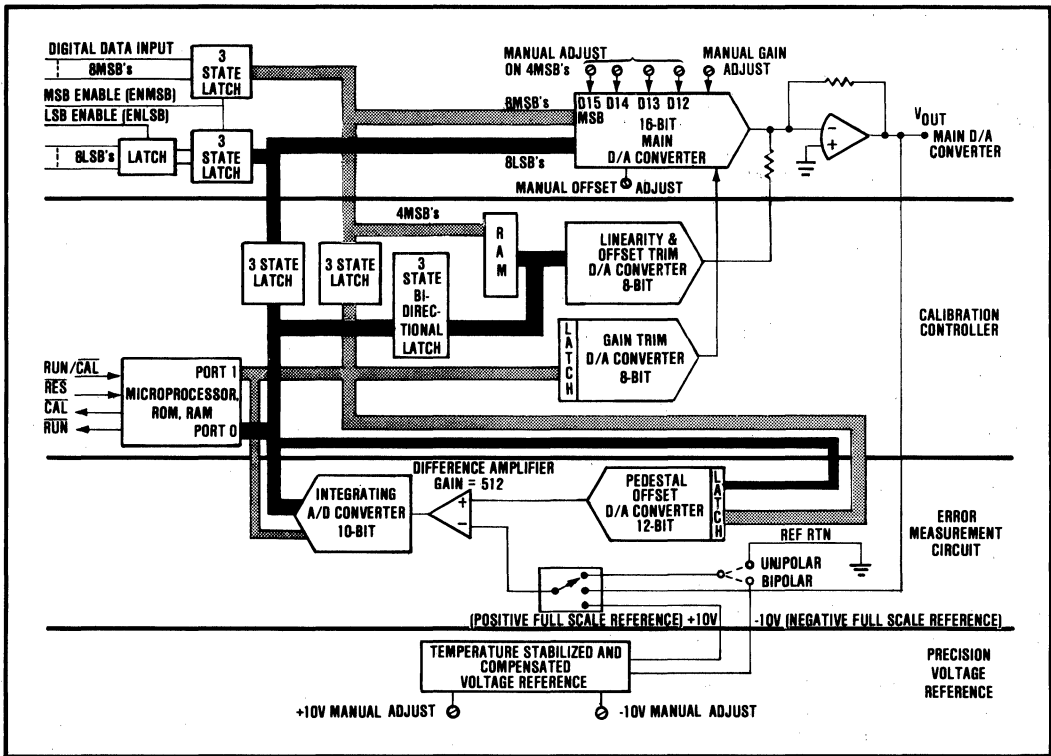 DIGITAL DATA INPUT
8MSB's
MSB ENABLE (ENMSB)
LSB ENABLE (ENLSB)
8LSB's
LATCH
3
STATE
LATCH
3
STATE
LATCH
MANUAL ADJUST
ON 4MSB's
MANUAL GAIN
ADJUST
8MSB's
8LSB's
D15 D14 D13 D12
MSB
16-BIT
MAIN
D/A CONVERTER
MANUAL OFFSET ADJUST
VOUT
MAIN D/A
CONVERTER
4MSB's
RAM
3 STATE
LATCH
3 STATE
LATCH
3
STATE
BI-
DIREC-
TIONAL
LATCH
LINEARITY &
OFFSET TRIM
D/A CONVERTER
8-BIT
LATCH
GAIN TRIM
D/A CONVERTER
8-BIT
CALIBRATION
CONTROLLER
RUN/CAL
RES
CAL
RUN
PORT 1
MICROPROCESSOR,
ROM, RAM
PORT 0
DIFFERENCE AMPLIFIER
GAIN = 512
INTEGRATING
A/D CONVERTER
10-BIT
+
−
PEDESTAL
OFFSET
D/A CONVERTER
12-BIT
LATCH
REF RTN
UNIPOLAR
BIPOLAR
ERROR
MEASUREMENT
CIRCUIT
(POSITIVE FULL SCALE REFERENCE) +10V
-10V (NEGATIVE FULL SCALE REFERENCE)
TEMPERATURE STABILIZED AND
COMPENSATED
VOLTAGE REFERENCE
PRECISION
VOLTAGE
REFERENCE
+10V MANUAL ADJUST
-10V MANUAL ADJUST